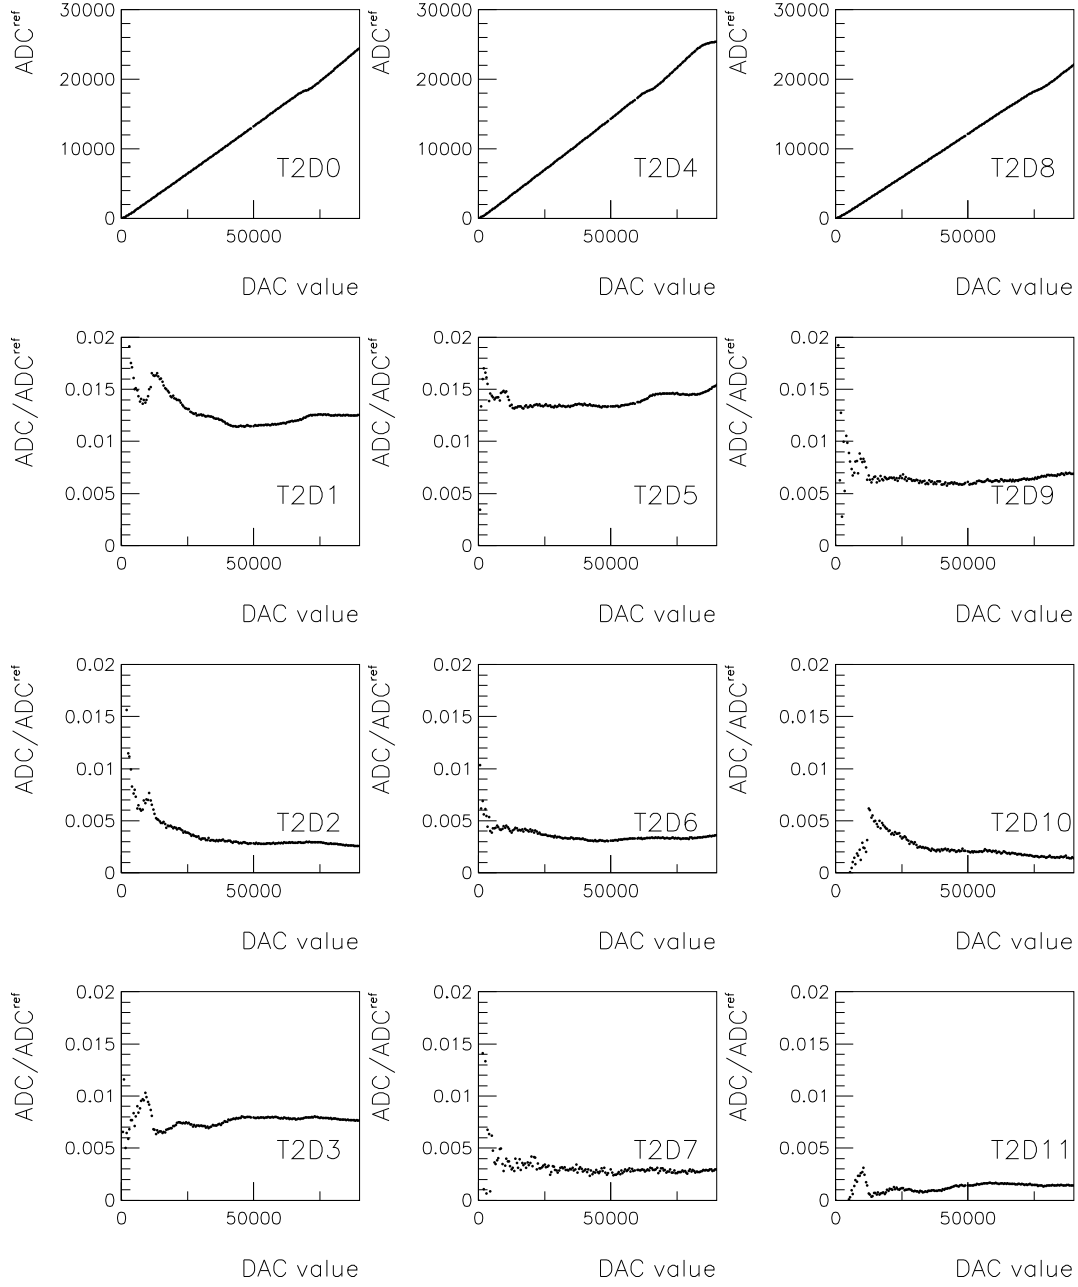 ADC^ref
30000
20000
10000
0
0
50000
T2D0
DAC value
ADC^ref
30000
20000
10000
0
0
50000
T2D4
DAC value
ADC^ref
30000
20000
10000
0
0
50000
T2D8
DAC value
ADC/ADC^ref
0.02
0.015
0.01
0.005
0
0
50000
T2D1
DAC value
ADC/ADC^ref
0.02
0.015
0.01
0.005
0
0
50000
T2D5
DAC value
ADC/ADC^ref
0.02
0.015
0.01
0.005
0
0
50000
T2D9
DAC value
ADC/ADC^ref
0.02
0.015
0.01
0.005
0
0
50000
T2D2
DAC value
ADC/ADC^ref
0.02
0.015
0.01
0.005
0
0
50000
T2D6
DAC value
ADC/ADC^ref
0.02
0.015
0.01
0.005
0
0
50000
T2D10
DAC value
ADC/ADC^ref
0.02
0.015
0.01
0.005
0
0
50000
T2D3
DAC value
ADC/ADC^ref
0.02
0.015
0.01
0.005
0
0
50000
T2D7
DAC value
ADC/ADC^ref
0.02
0.015
0.01
0.005
0
0
50000
T2D11
DAC value